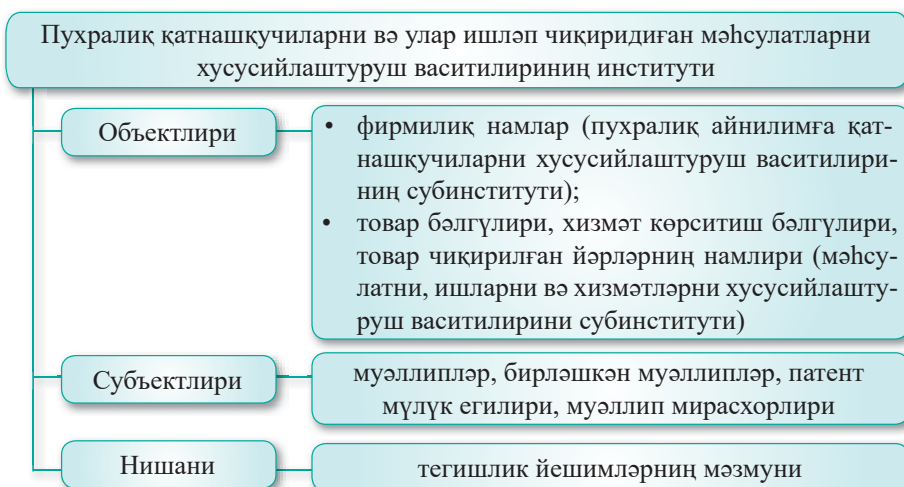 Пухралиқ қатнашқучиларни вә улар ишләп чиқиридиған мәһсулатларни
хусусийлаштуруш васитилириниң институти
Объектлири
• фирмилиқ намлар (пухралиқ айнилимға қат-
нашқучиларни хусусийлаштуруш васитилири-
ниң субинститути);
• товар бәлгүлири, хизмәт көрситиш бәлгүлири,
товар чиқирилған йәрләрниң намлири (мәһсу-
латни, ишларни вә хизмәтләрни хусусийлашту-
руш васитилирини субинститути)
Субъектлири
муәллипләр, бирләшкән муәллипләр, патент
мүлүк егилири, муәллип мирасхорлири
Нишани
тегишлик йешимләрниң мәзмуни